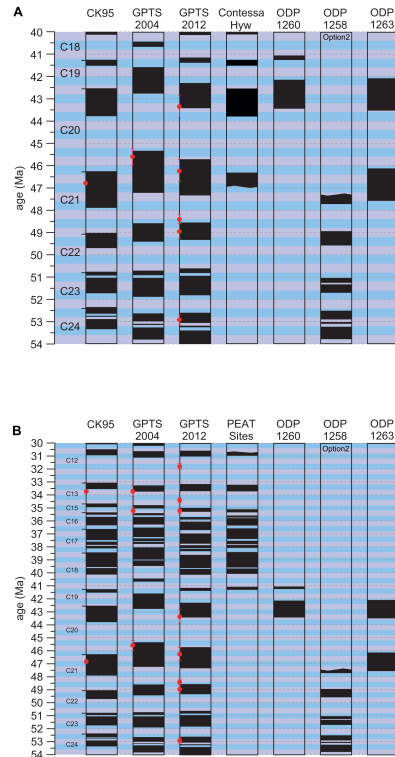 A
CK95
GPTS
2004
GPTS
2012
Contessa
Hyw
ODP
1260
ODP
1258
ODP
1263
Option2
age (Ma)
40
41
42
43
44
45
46
47
48
49
50
51
52
53
54
C18
C19
C20
C21
C22
C23
C24
B
CK95
GPTS
2004
GPTS
2012
PEAT
Sites
ODP
1260
ODP
1258
ODP
1263
Option2
age (Ma)
30
31
32
33
34
35
36
37
38
39
40
41
42
43
44
45
46
47
48
49
50
51
52
53
54
C12
C13
C15
C16
C17
C18
C19
C20
C21
C22
C23
C24